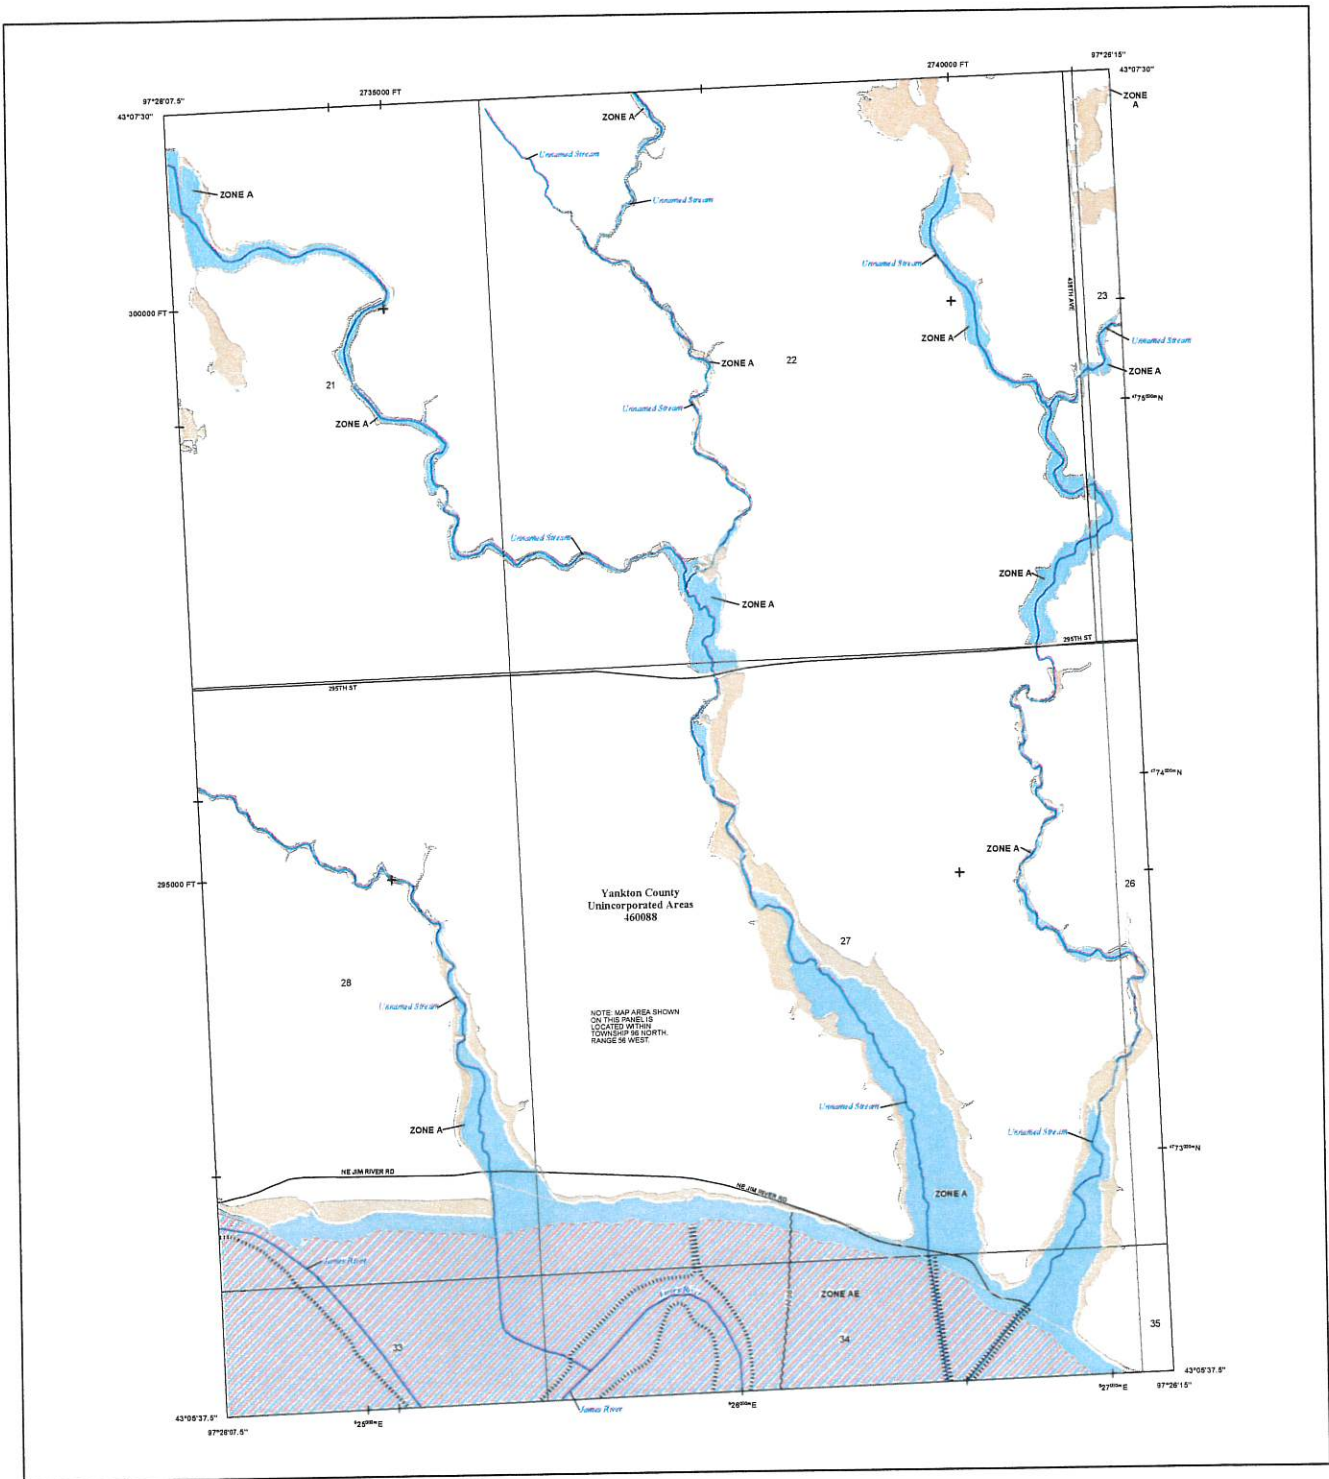 97°26'15"
43°07'30"
2740000 FT
2735000 FT
97°28'07.5"
43°07'30"
ZONE A
ZONE A
Unnamed Stream
ZONE A
Unnamed Stream
Unnamed Stream
23
300000 FT
ZONE A
Unnamed Stream
ZONE A
22
ZONE A
21
4775000m N
Unnamed Stream
ZONE A
Unnamed Stream
ZONE A
ZONE A
295TH ST
295TH ST
4774000m N
ZONE A
26
295000 FT
Yankton County
Unincorporated Areas
460088
27
28
Unnamed Stream
NOTE: MAP AREA SHOWN
ON THIS PANEL IS
LOCATED WITHIN
TOWNSHIP 96 NORTH,
RANGE 56 WEST.
Unnamed Stream
ZONE A
Unnamed Stream
4773000m N
NE JIM RIVER RD
NE JIM RIVER RD
ZONE A
James River
James River
ZONE AE
33
34
35
43°05'37.5"
97°26'15"
James River
43°05'37.5"
97°28'07.5"